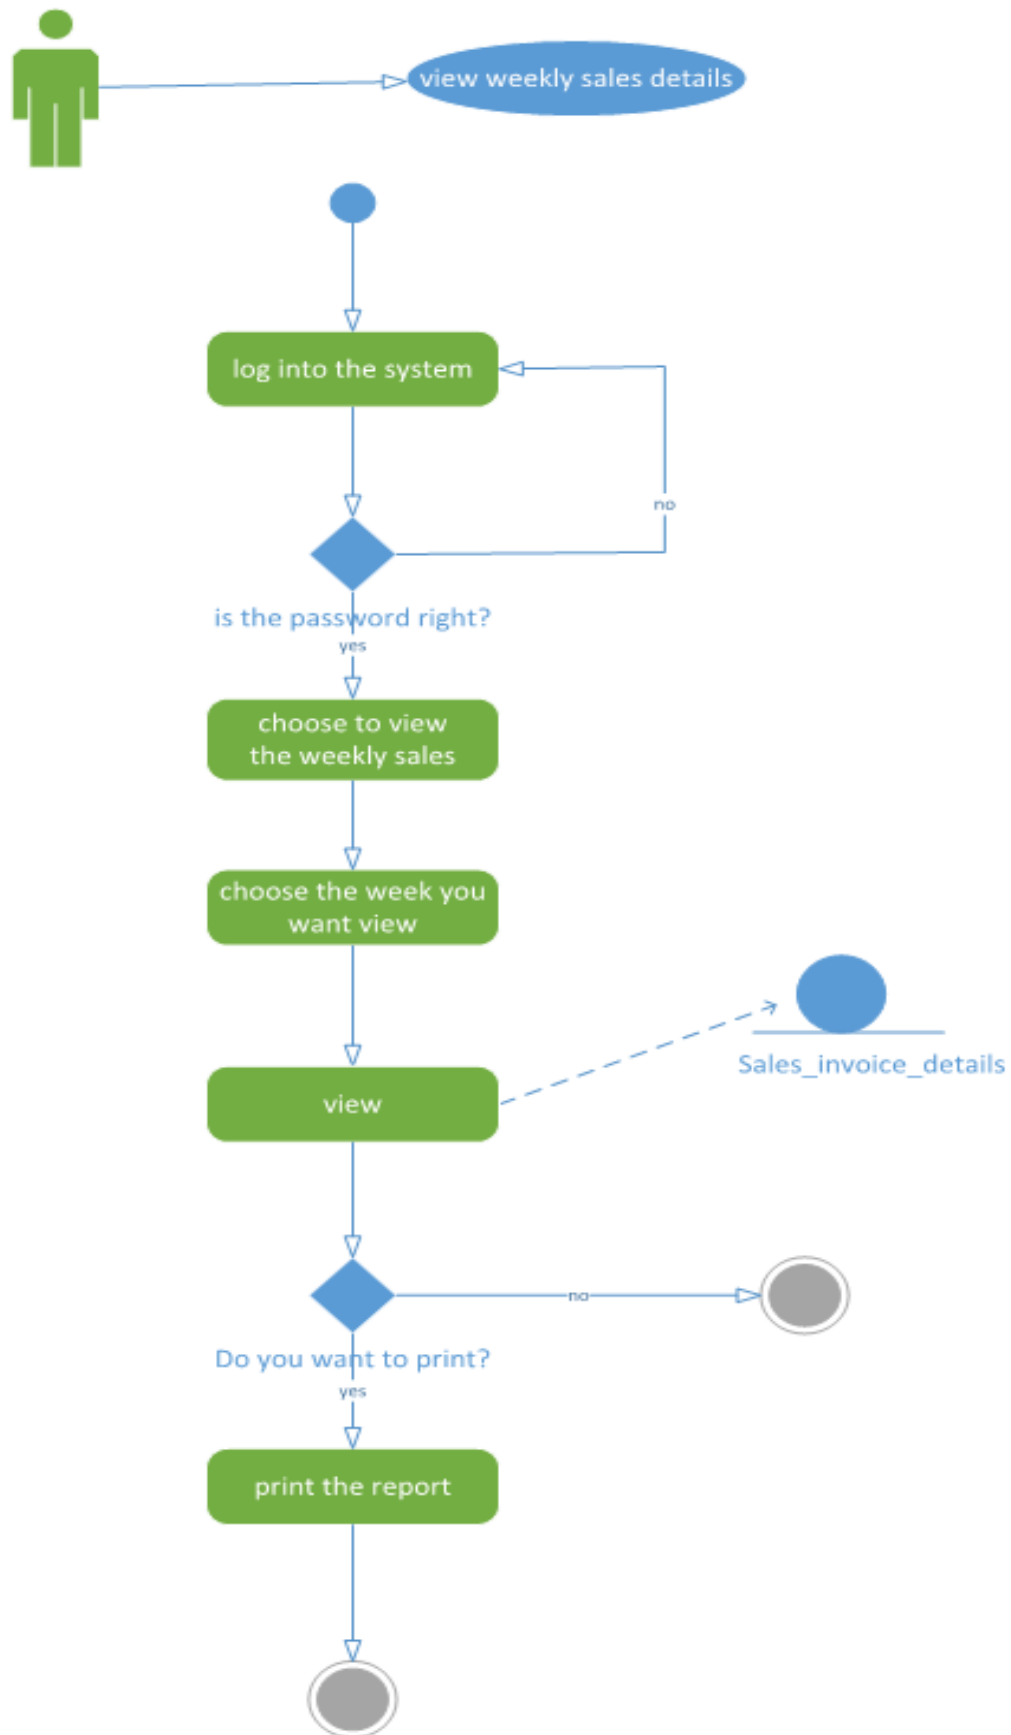 view weekly sales details
log into the system
no
is the password right?
yes
choose to view
the weekly sales
choose the week you
want view
Sales_invoice_details
view
no
Do you want to print?
yes
print the report